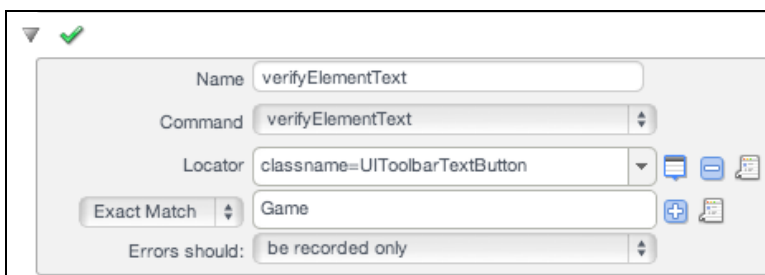 Name verifyElementText
Command verifyElementText
Locator classname=UIToolbarTextButton
Exact Match Game
Errors should: be recorded only